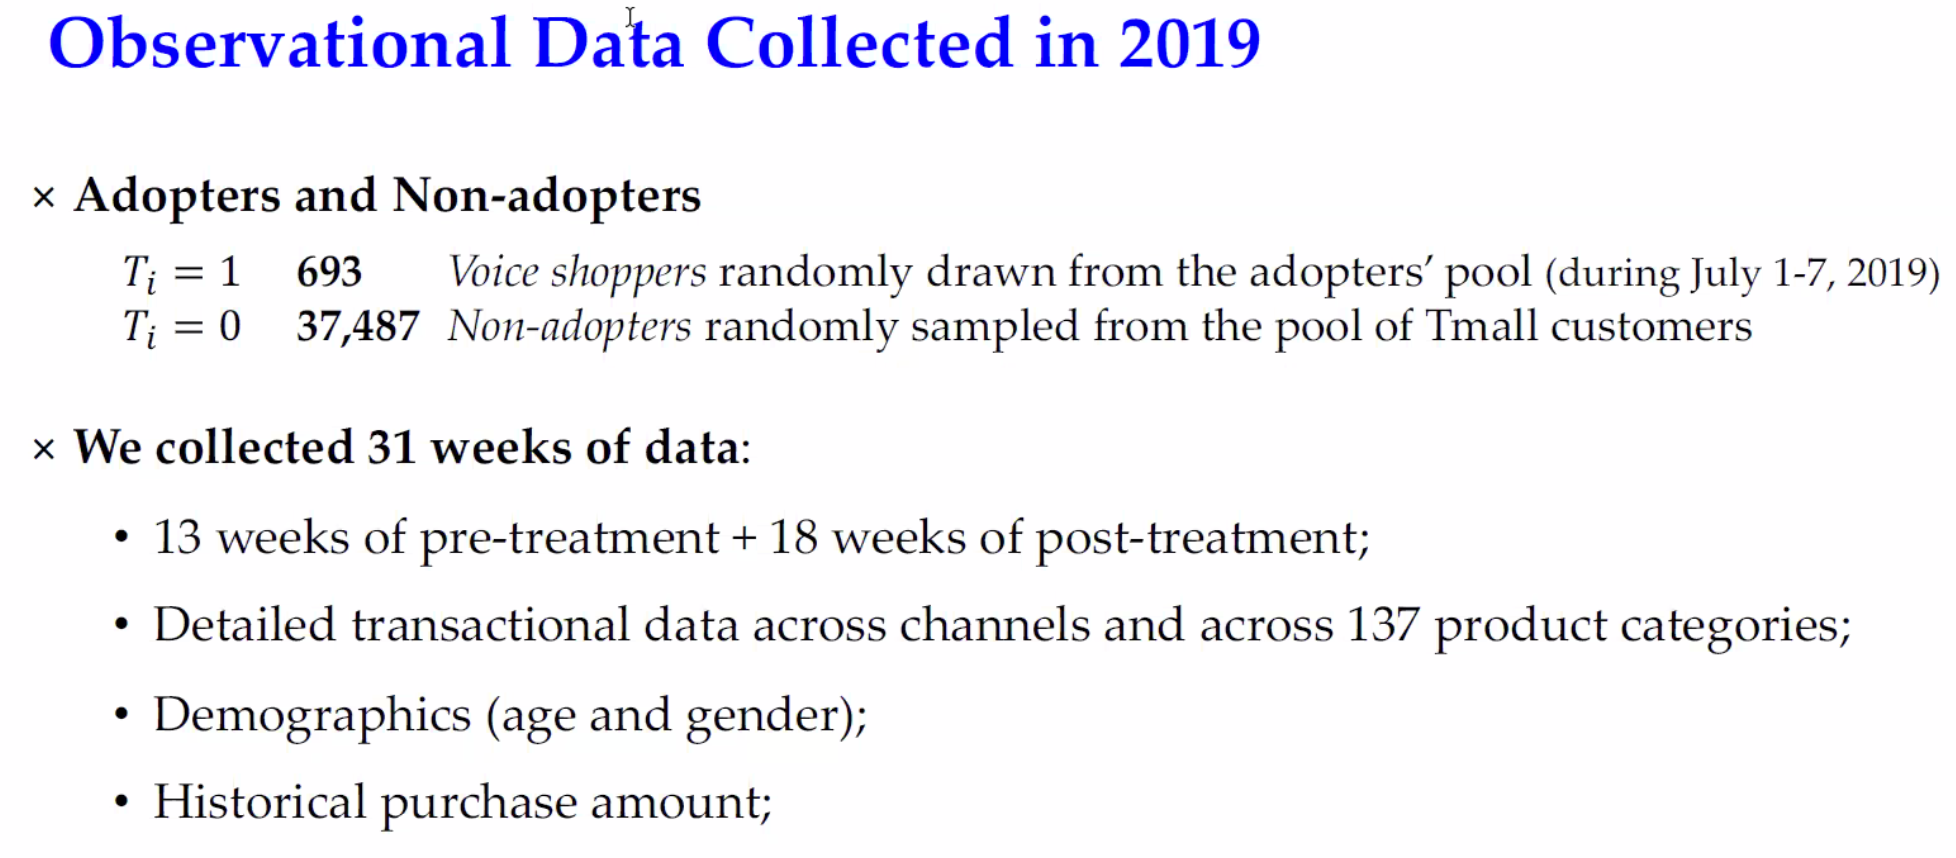 Observational Data Collected in 2019
× Adopters and Non-adopters
Tᵢ = 1 693 Voice shoppers randomly drawn from the adopters’ pool (during July 1-7, 2019)
Tᵢ = 0 37,487 Non-adopters randomly sampled from the pool of Tmall customers
× We collected 31 weeks of data:
• 13 weeks of pre-treatment + 18 weeks of post-treatment;
• Detailed transactional data across channels and across 137 product categories;
• Demographics (age and gender);
• Historical purchase amount;